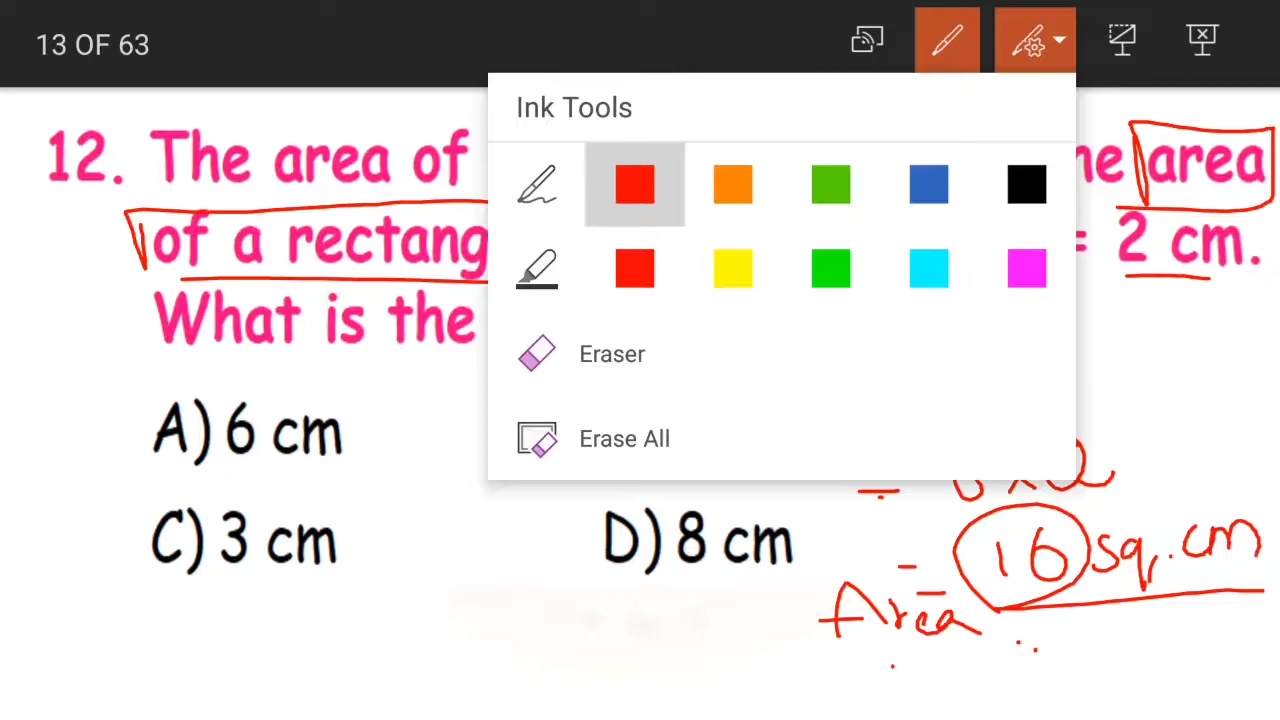 13 OF 63
Ink Tools
12. The area of
area
of a rectang
= 2 cm.
What is the
Eraser
A) 6 cm
Erase All
C) 3 cm
D) 8 cm
= 16 sq. cm
Area